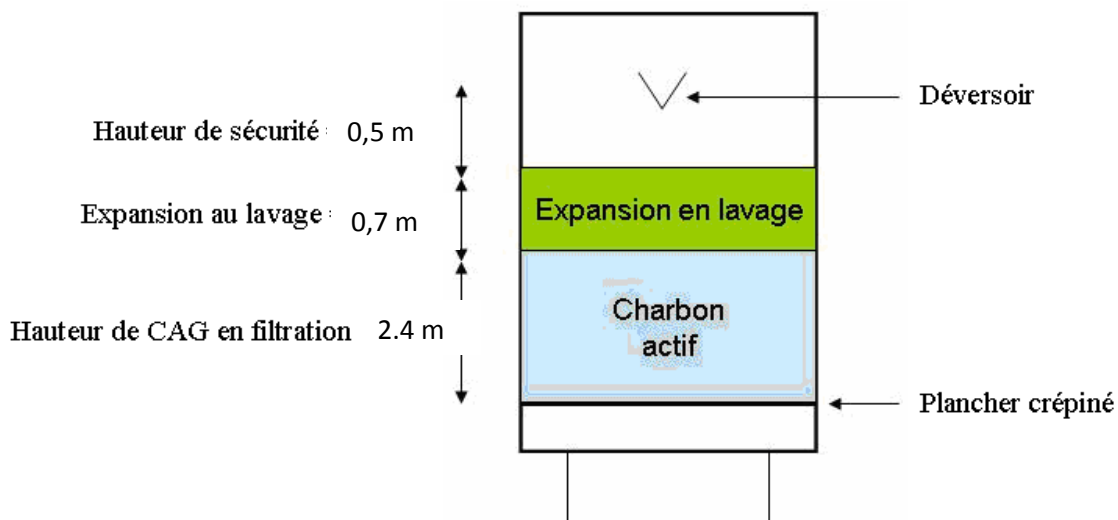 Déversoir
Hauteur de sécurité : 0,5 m
Expansion au lavage : 0,7 m
Expansion en lavage
Hauteur de CAG en filtration 2.4 m
Charbon
actif
Plancher crépiné